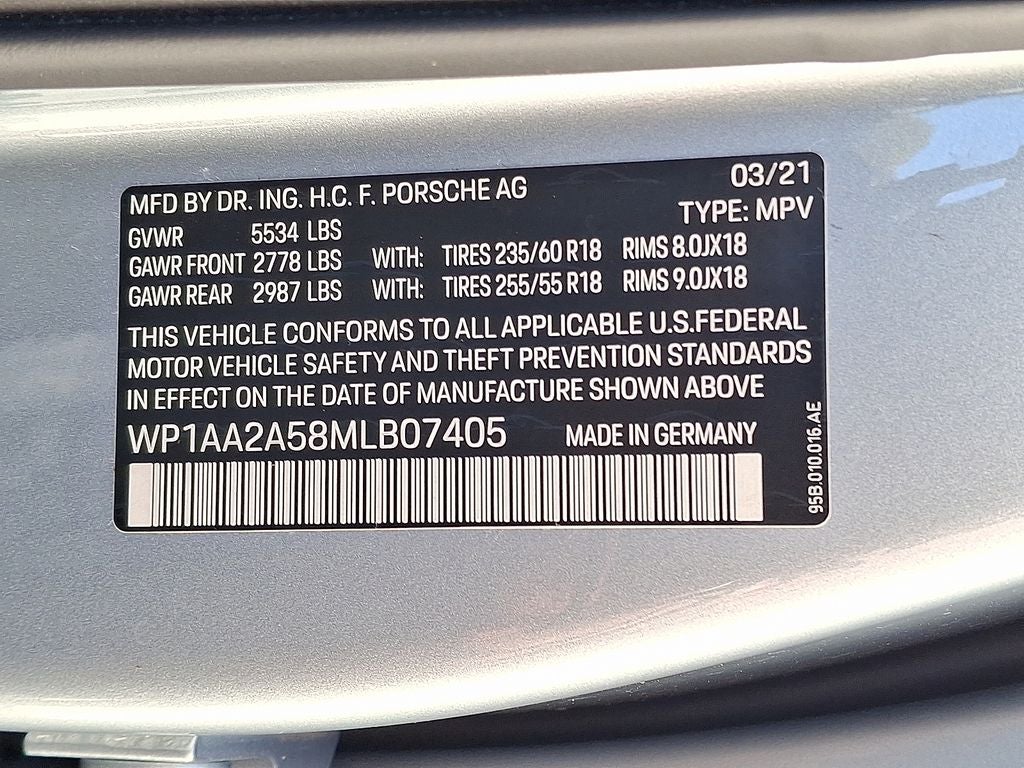 MFD BY DR. ING. H.C. F. PORSCHE AG 03/21
TYPE: MPV
GVWR 5534 LBS
GAWR FRONT 2778 LBS WITH: TIRES 235/60 R18 RIMS 8.0JX18
GAWR REAR 2987 LBS WITH: TIRES 255/55 R18 RIMS 9.0JX18
THIS VEHICLE CONFORMS TO ALL APPLICABLE U.S.FEDERAL
MOTOR VEHICLE SAFETY AND THEFT PREVENTION STANDARDS
IN EFFECT ON THE DATE OF MANUFACTURE SHOWN ABOVE
WP1AA2A58MLB07405 MADE IN GERMANY
95B.010.016.AE